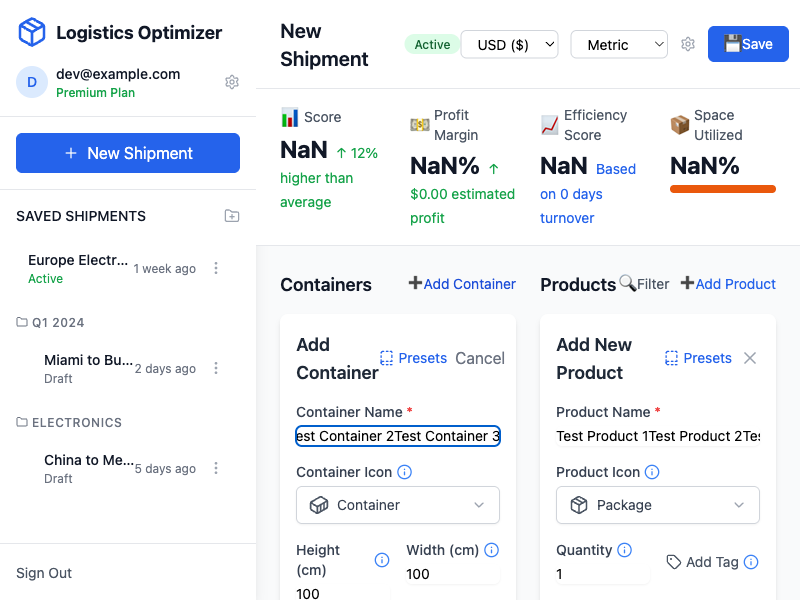 Logistics Optimizer
D
dev@example.com
Premium Plan
+ New Shipment
SAVED SHIPMENTS
Europe Electr...
Active
1 week ago
Q1 2024
Miami to Bu...
Draft
2 days ago
ELECTRONICS
China to Me...
Draft
5 days ago
Sign Out
New
Shipment
Active
USD ($)
Metric
Save
Score
NaN ↑ 12%
higher than
average
Profit
Margin
NaN% ↑
$0.00 estimated
profit
Efficiency
Score
NaN Based
on 0 days
turnover
Space
Utilized
NaN%
Containers
➕Add Container
Add
Container
Presets
Cancel
Container Name *
est Container 2Test Container 3
Container Icon
Container
Height
(cm)
100
Width (cm)
100
Products
Filter
➕Add Product
Add New
Product
Presets
Product Name *
Test Product 1Test Product 2Tes
Product Icon
Package
Quantity
1
Add Tag